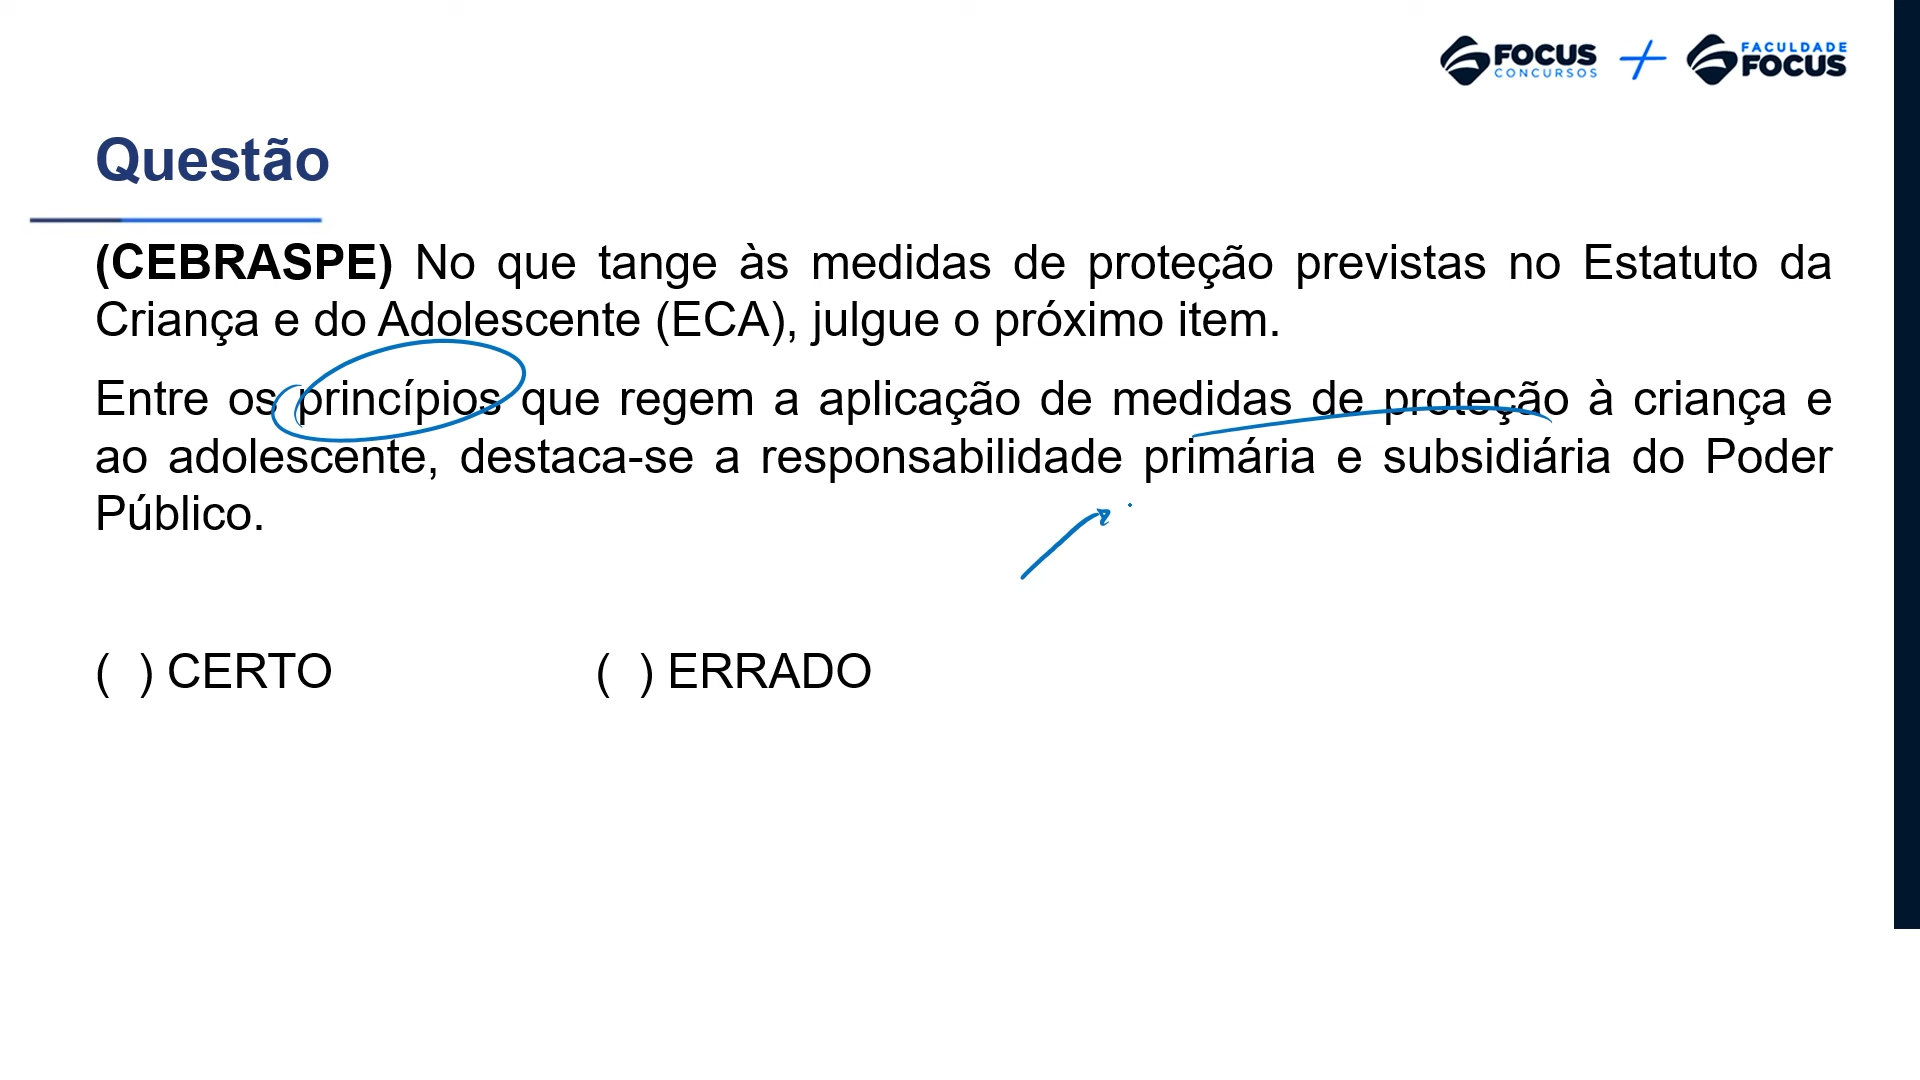 FOCUS CONCURSOS + FACULDADE FOCUS
Questão
(CEBRASPE) No que tange às medidas de proteção previstas no Estatuto da
Criança e do Adolescente (ECA), julgue o próximo item.
Entre os princípios que regem a aplicação de medidas de proteção à criança e
ao adolescente, destaca-se a responsabilidade primária e subsidiária do Poder
Público.
( ) CERTO ( ) ERRADO